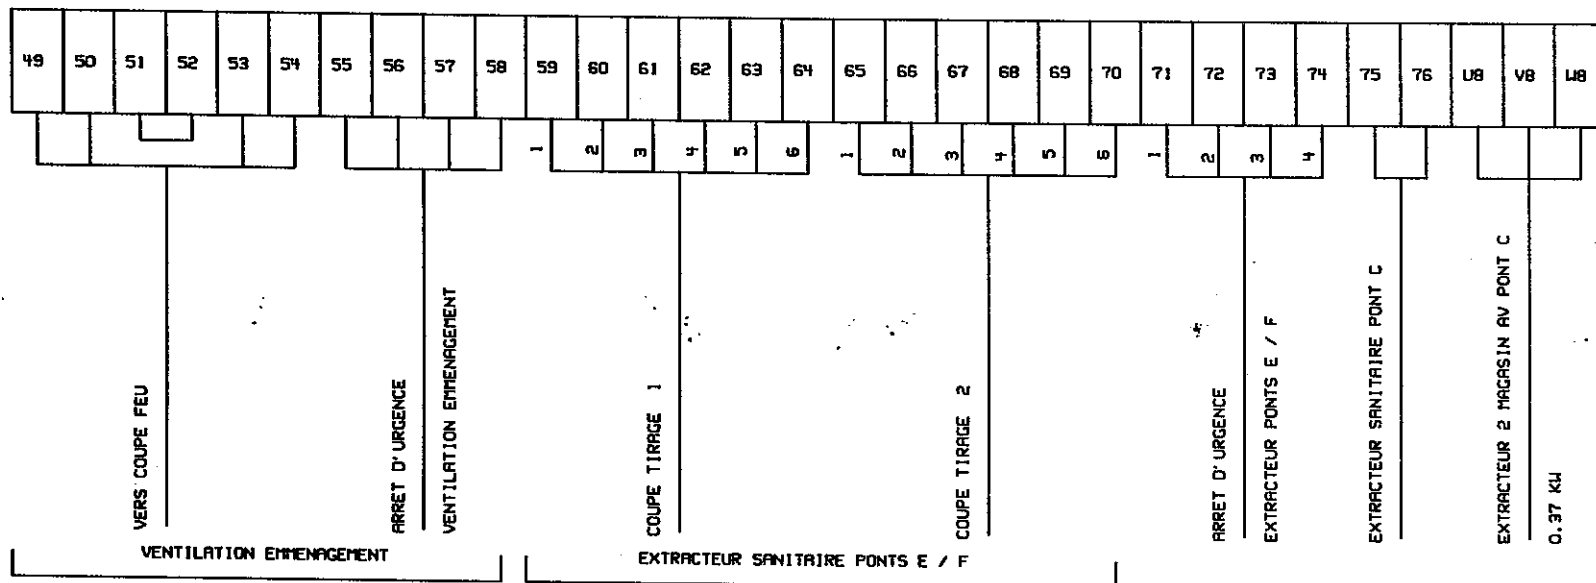 49 50 51 52 53 54 55 56 57 58 59 60 61 62 63 64 65 66 67 68 69 70 71 72 73 74 75 76 U8 V8 W8
1 2 3 4 5 6 1 2 3 4 5 6 1 2 3 4
VERS COUPE FEU
ARRET D'URGENCE
VENTILATION EMMENAGEMENT
COUPE TIRAGE 1
COUPE TIRAGE 2
ARRET D'URGENCE
EXTRACTEUR PONTS E / F
EXTRACTEUR SANITAIRE PONT C
EXTRACTEUR 2 MAGASIN AV PONT C
0.37 KW
VENTILATION EMMENAGEMENT
EXTRACTEUR SANITAIRE PONTS E / F